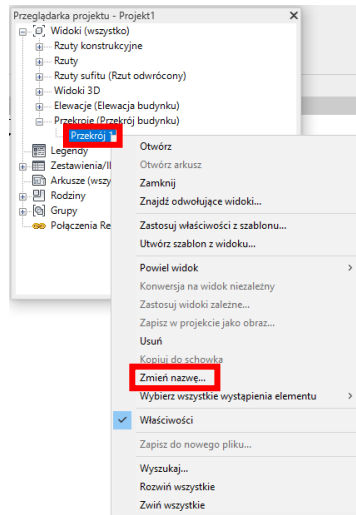 Przeglądarka projektu - Projekt1
Widoki (wszystko)
Rzuty konstrukcyjne
Rzuty
Rzuty sufitu (Rzut odwrócony)
Widoki 3D
Elewacje (Elewacja budynku)
Przekroje (Przekrój budynku)
Przekrój 1
Legendy
Zestawienia/Il
Arkusze (wszy
Rodziny
Grupy
Połączenia Re
Otwórz
Otwórz arkusz
Zamknij
Znajdź odwołujące widoki...
Zastosuj właściwości z szablonu...
Utwórz szablon z widoku...
Powiel widok
Konwersja na widok niezależny
Zastosuj widoki zależne...
Zapisz w projekcie jako obraz...
Usuń
Kopiuj do schowka
Zmień nazwę...
Wybierz wszystkie wystąpienia elementu
Właściwości
Zapisz do nowego pliku...
Wyszukaj...
Rozwiń wszystkie
Zwiń wszystkie